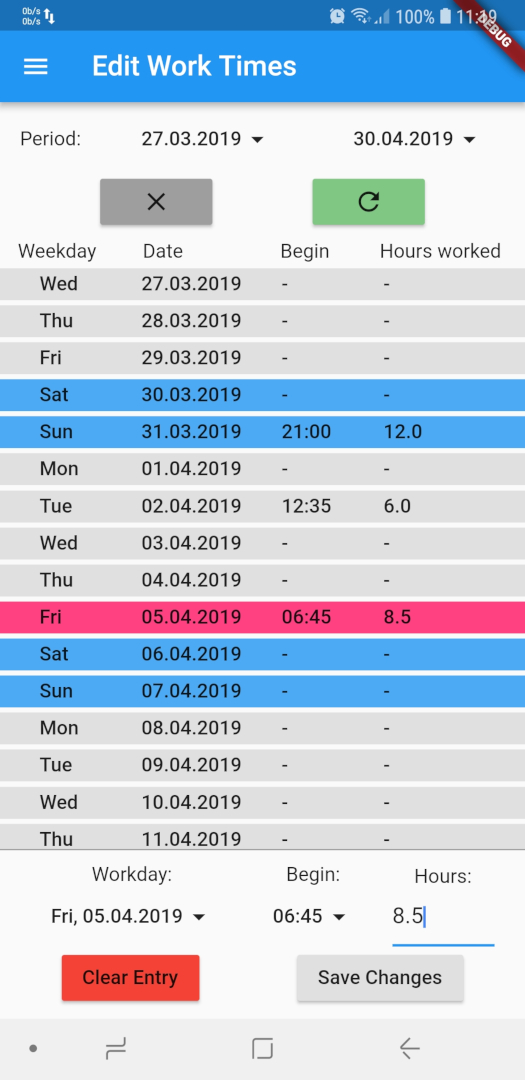 0b/s
0b/s
100% 11:19
DEBUG
Edit Work Times
Period: 27.03.2019 30.04.2019
Weekday Date Begin Hours worked
Wed 27.03.2019 - -
Thu 28.03.2019 - -
Fri 29.03.2019 - -
Sat 30.03.2019 - -
Sun 31.03.2019 21:00 12.0
Mon 01.04.2019 - -
Tue 02.04.2019 12:35 6.0
Wed 03.04.2019 - -
Thu 04.04.2019 - -
Fri 05.04.2019 06:45 8.5
Sat 06.04.2019 - -
Sun 07.04.2019 - -
Mon 08.04.2019 - -
Tue 09.04.2019 - -
Wed 10.04.2019 - -
Thu 11.04.2019 - -
Workday: Begin: Hours:
Fri, 05.04.2019 06:45 8.5
Clear Entry Save Changes